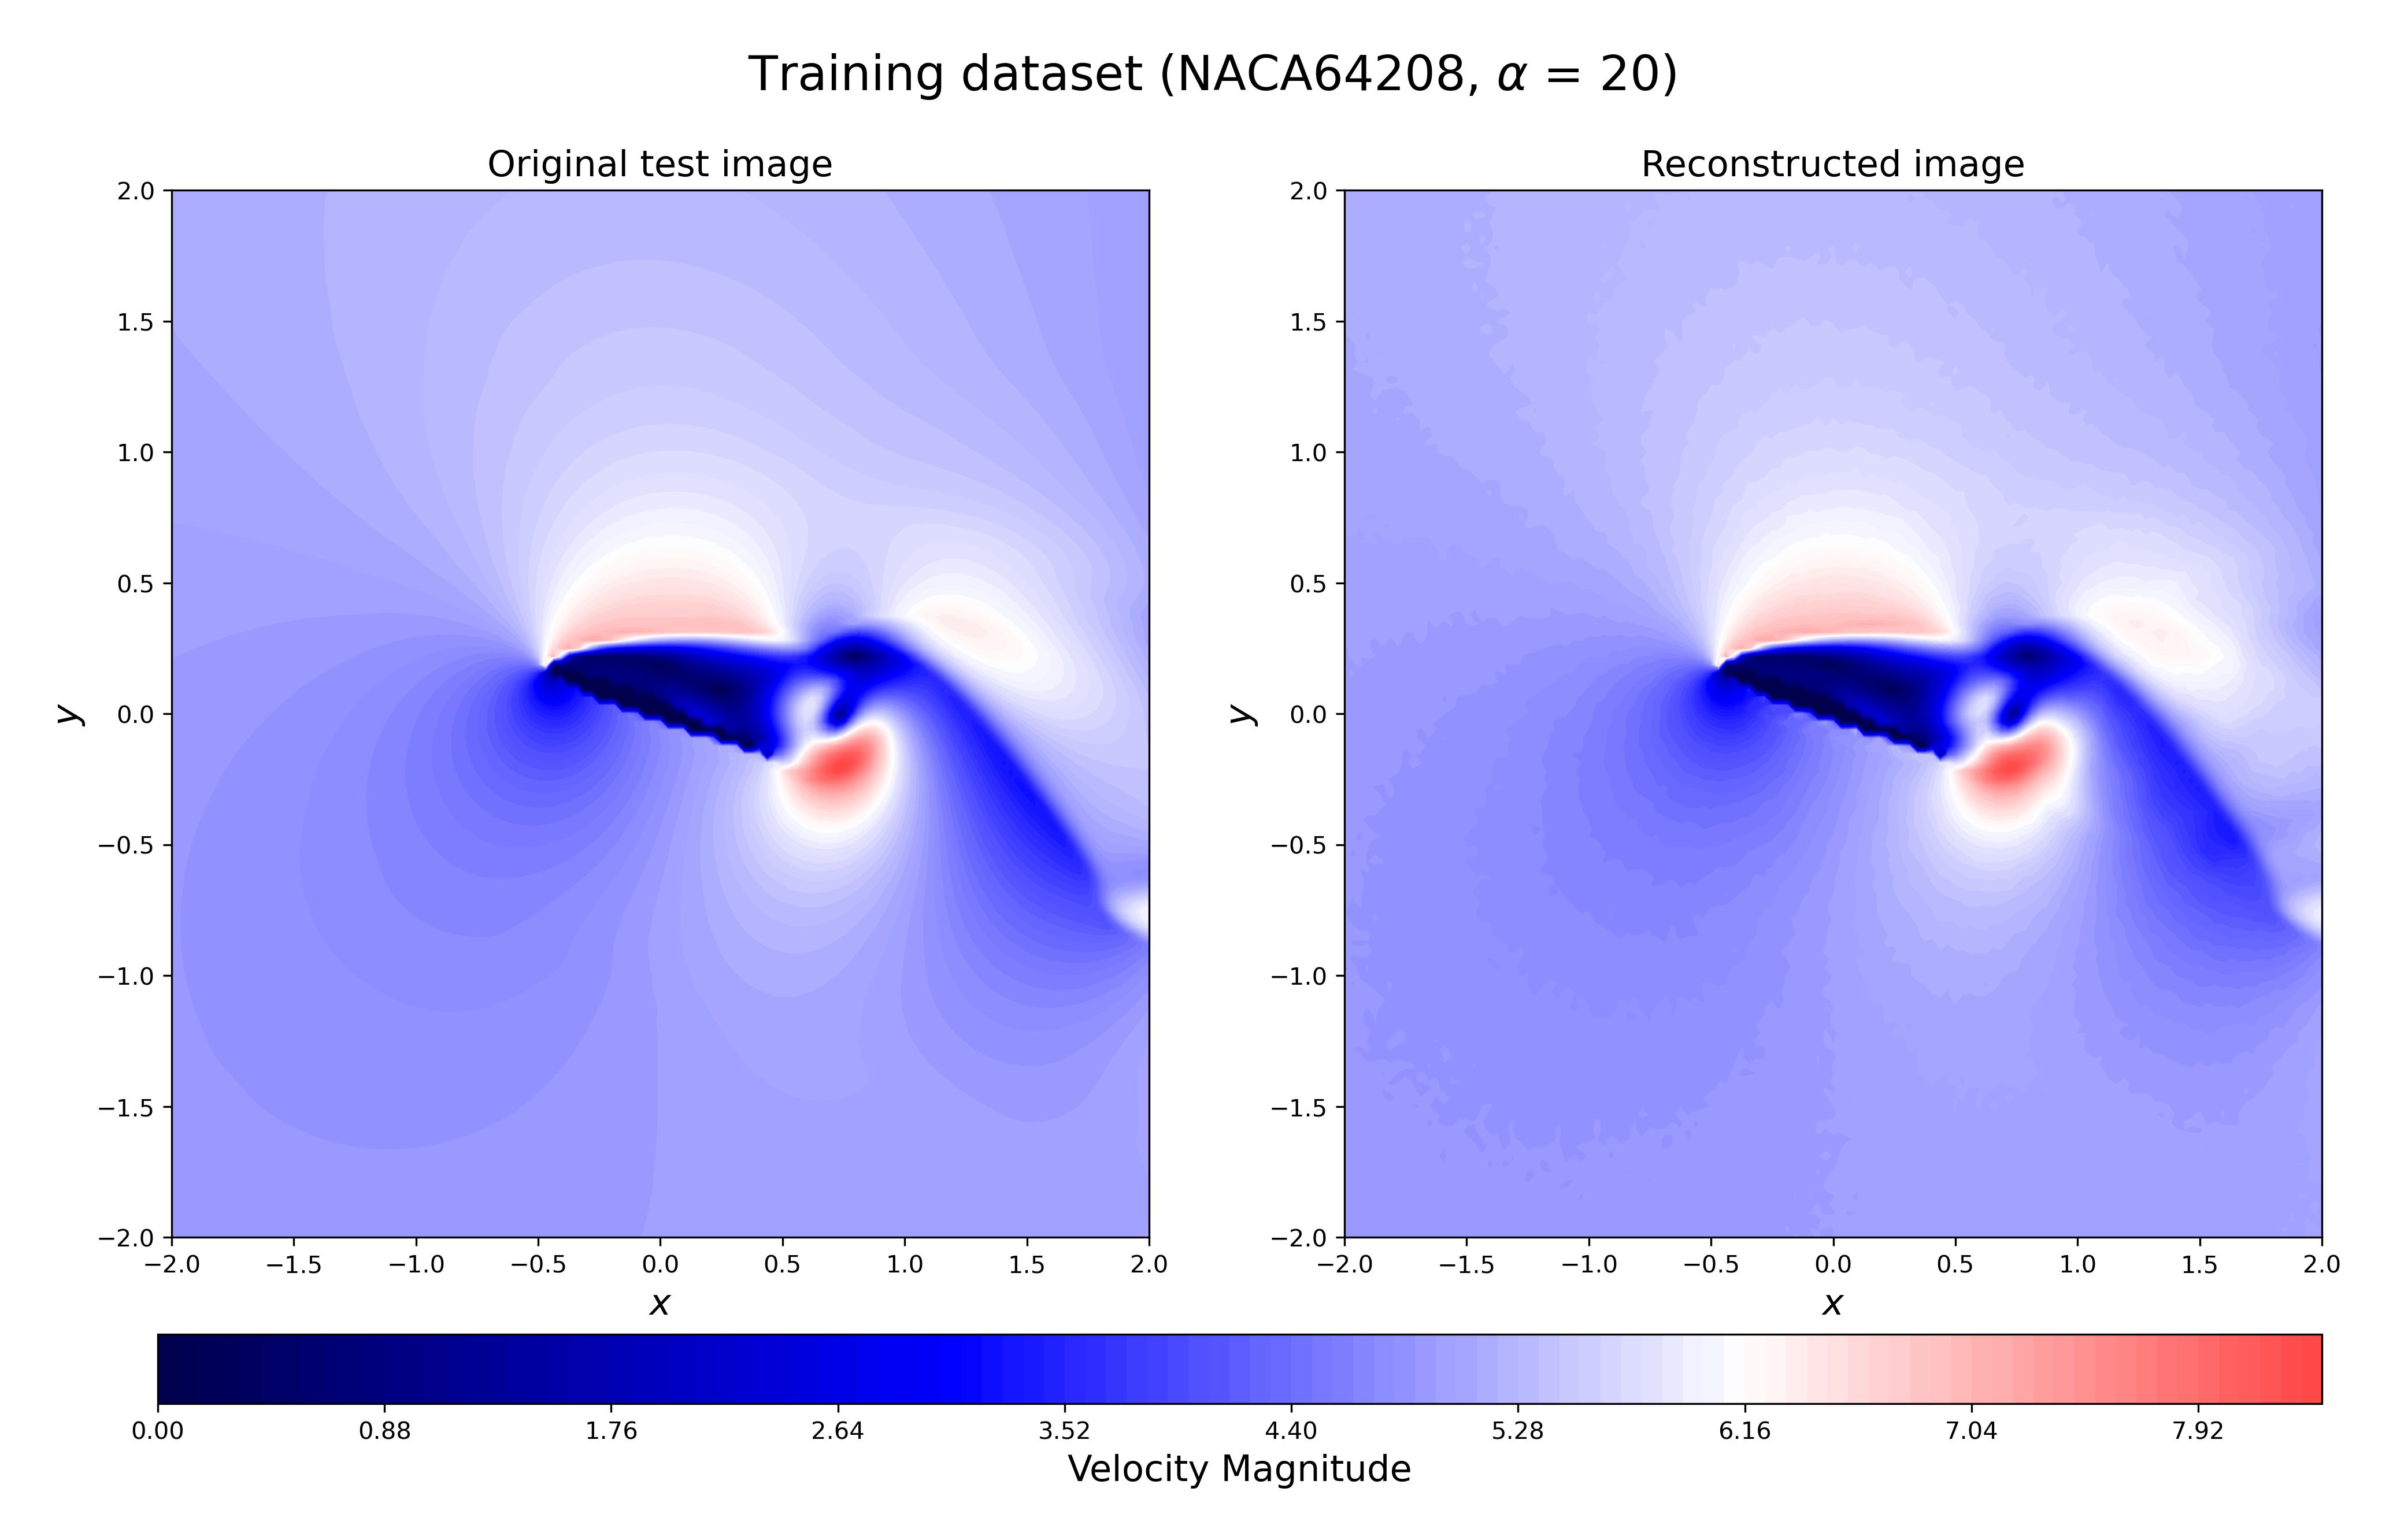 Training dataset (NACA64208, α = 20)
Original test image
2.0
1.5
1.0
0.5
0.0
−0.5
−1.0
−1.5
−2.0
y
−2.0 −1.5 −1.0 −0.5 0.0 0.5 1.0 1.5 2.0
x
Reconstructed image
2.0
1.5
1.0
0.5
0.0
−0.5
−1.0
−1.5
−2.0
y
−2.0 −1.5 −1.0 −0.5 0.0 0.5 1.0 1.5 2.0
x
0.00 0.88 1.76 2.64 3.52 4.40 5.28 6.16 7.04 7.92
Velocity Magnitude